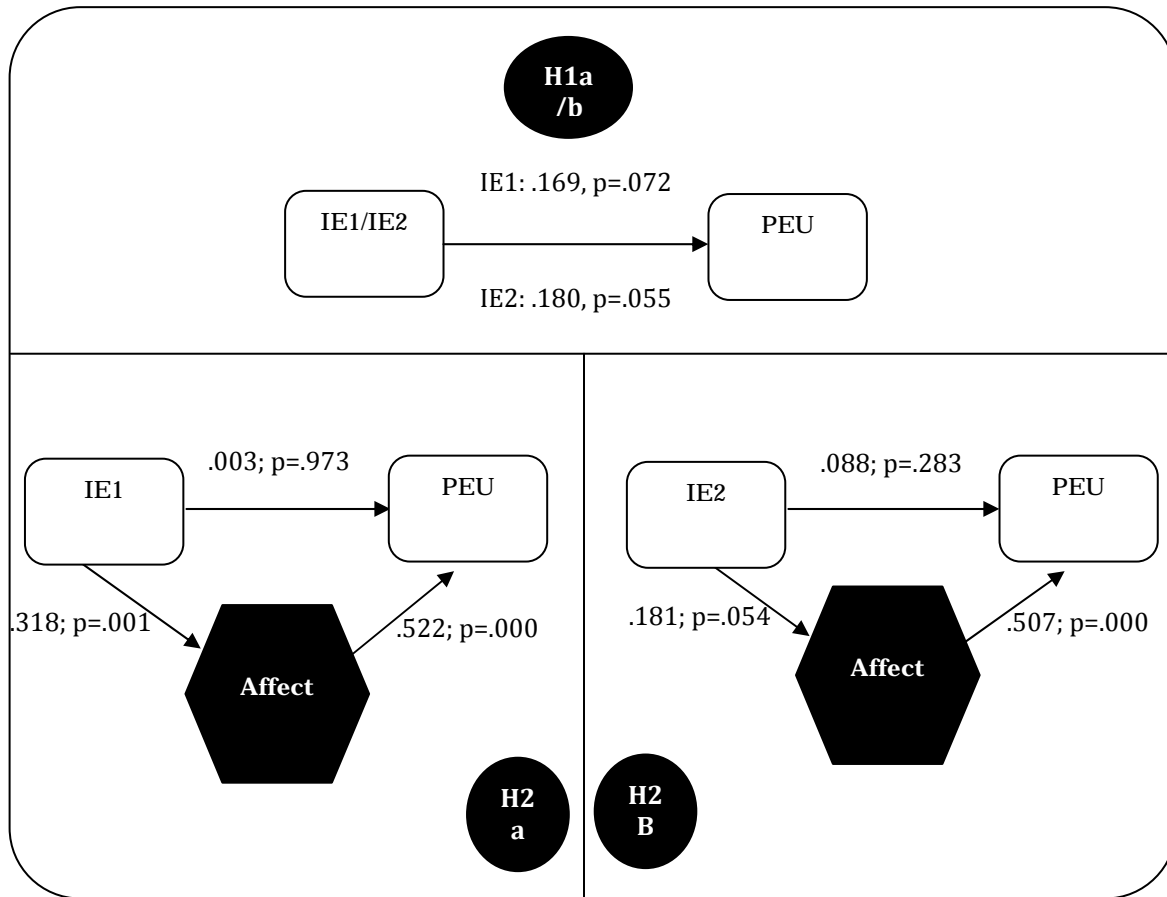 H1a
/b
IE1: .169, p=.072
IE1/IE2
PEU
IE2: .180, p=.055
.003; p=.973
IE1
PEU
.318; p=.001
.522; p=.000
Affect
H2
a
.088; p=.283
IE2
PEU
.181; p=.054
.507; p=.000
Affect
H2
B